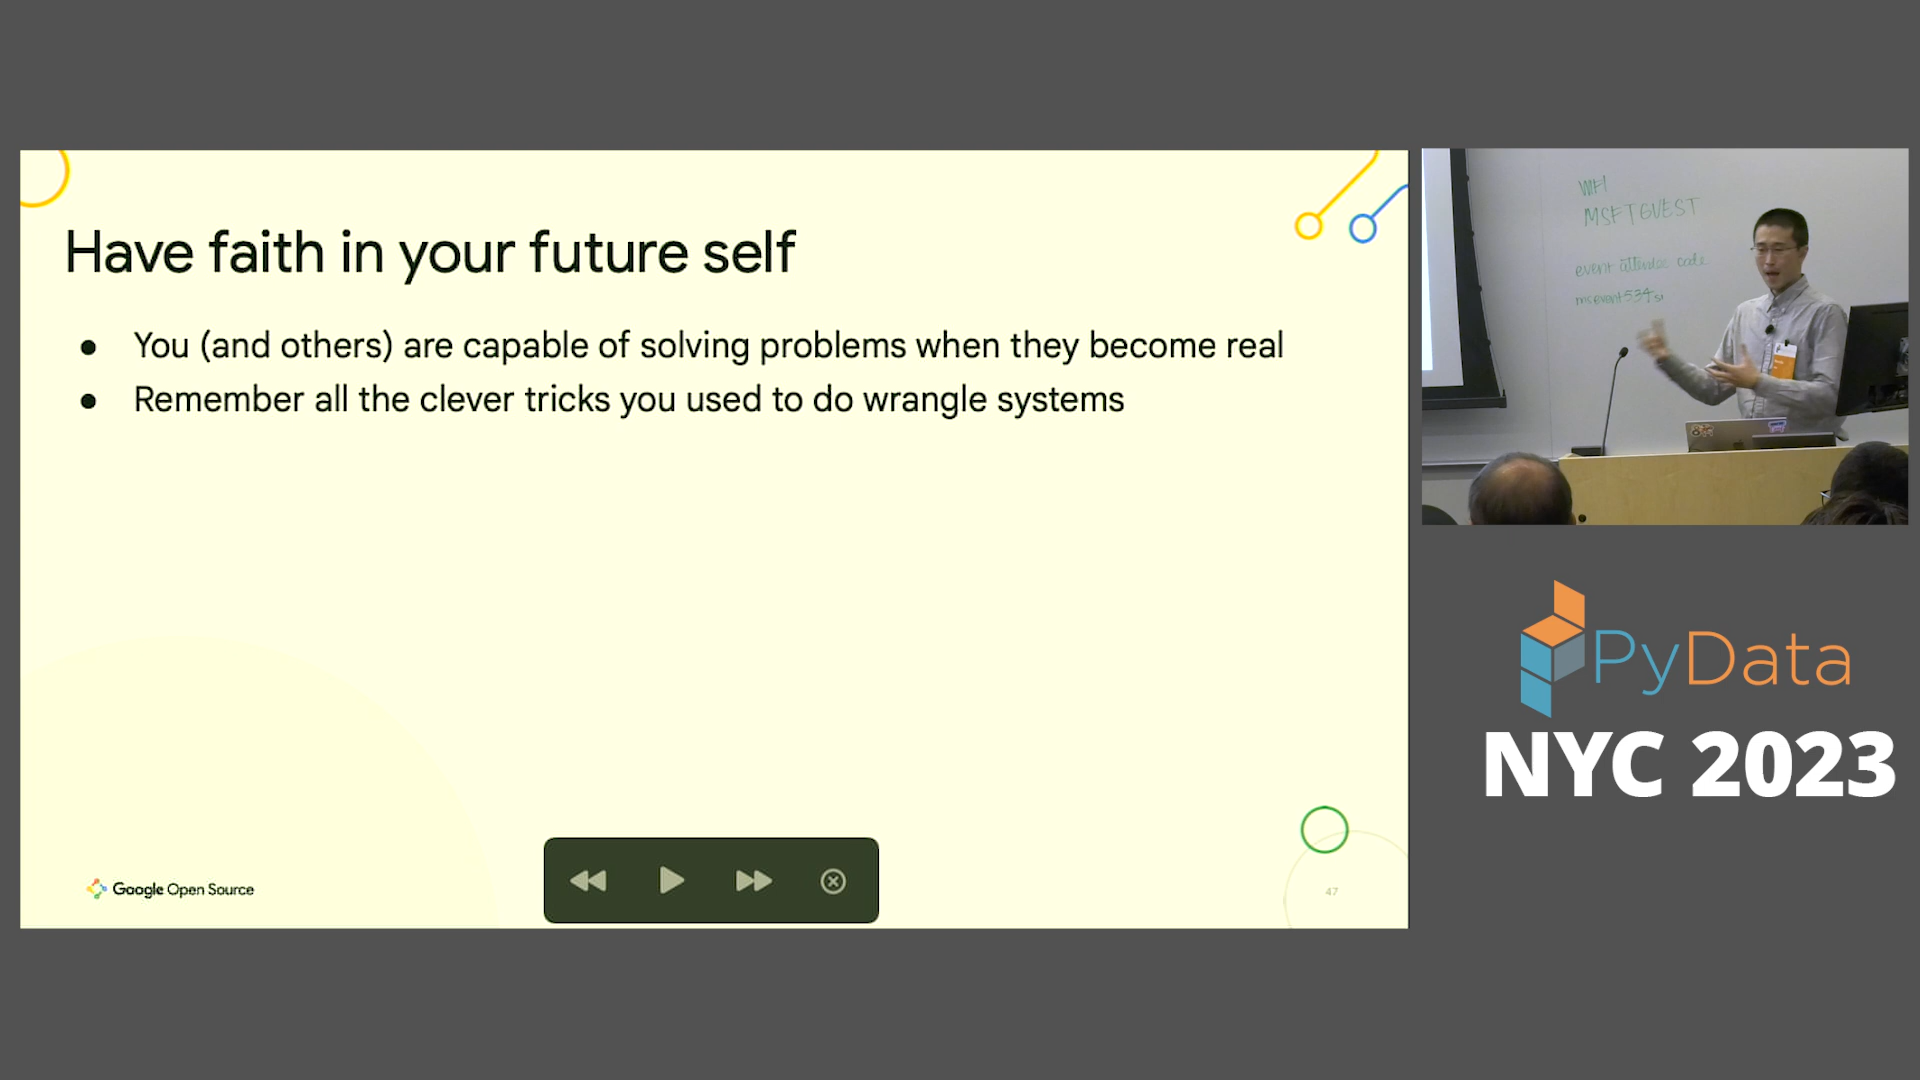 Have faith in your future self
● You (and others) are capable of solving problems when they become real
● Remember all the clever tricks you used to do wrangle systems
Google Open Source
47
WIFI
MSFTGUEST
event attendee code
PyData
NYC 2023